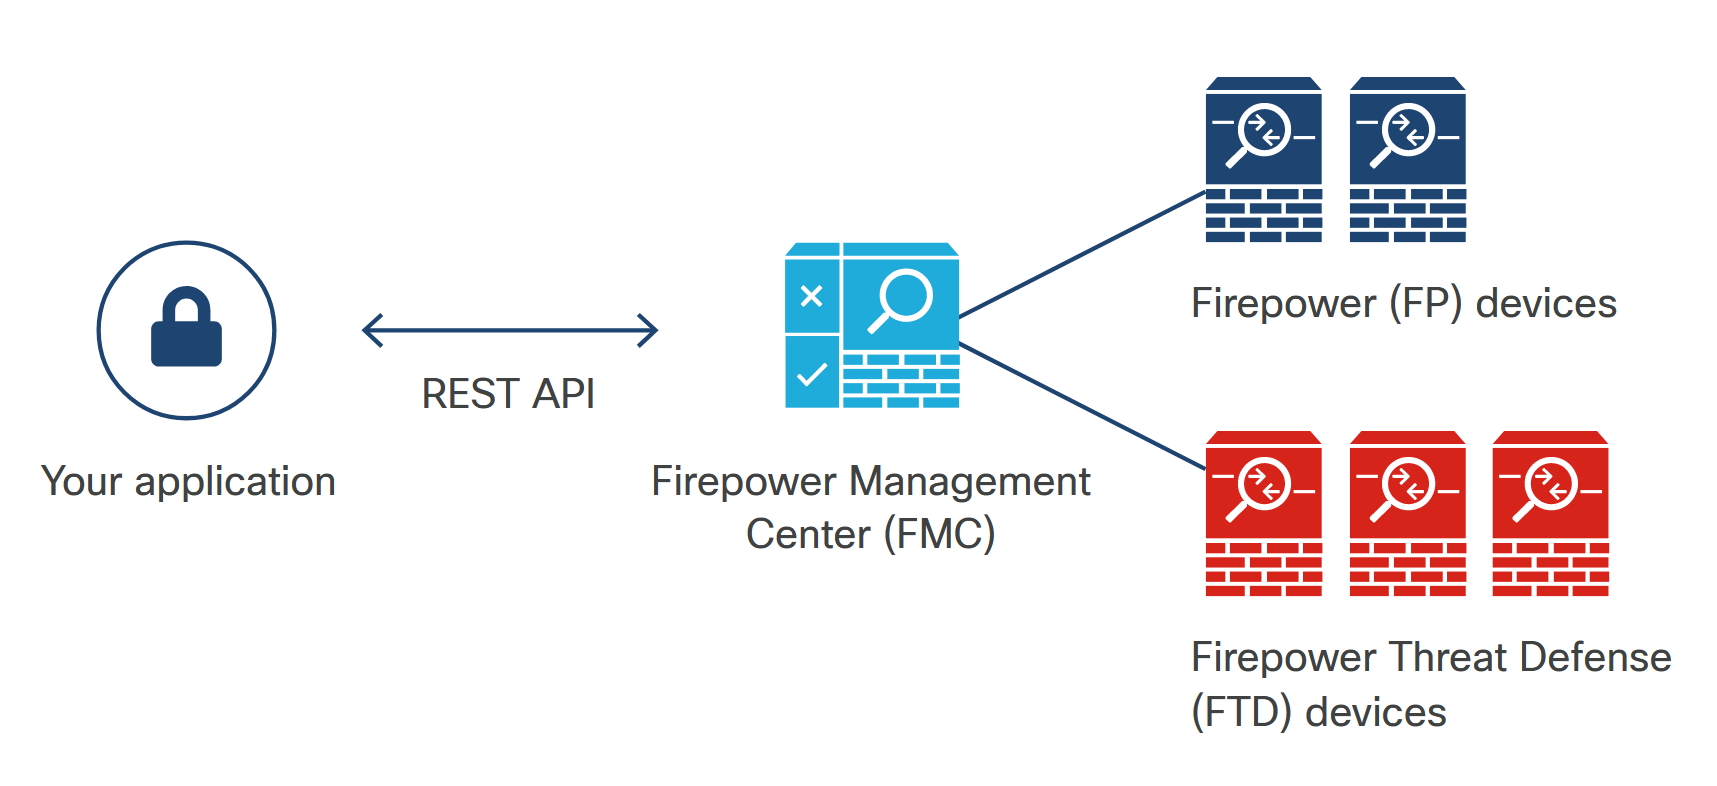 Your application
REST API
Firepower Management
Center (FMC)
Firepower (FP) devices
Firepower Threat Defense
(FTD) devices